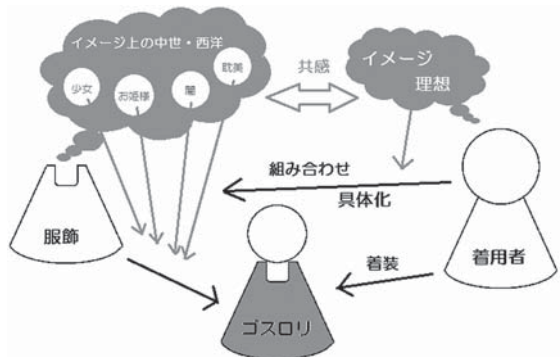 イメージ上の中世・西洋
少女
お姫様
闇
耽美
共感
イメージ
理想
組み合わせ
具体化
服飾
着用者
着装
ゴスロリ